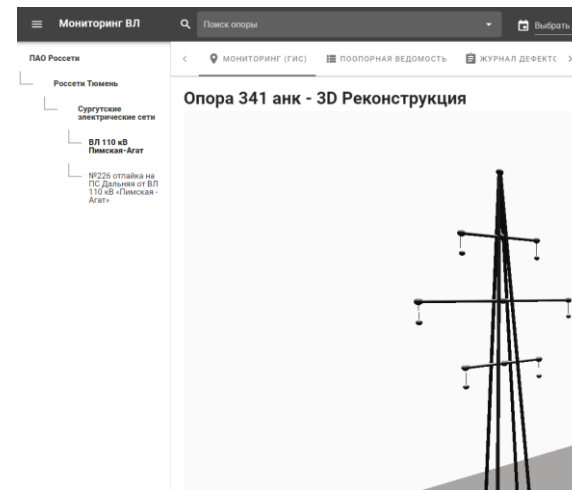 Мониторинг ВЛ
Поиск опоры
Выбрать
ПАО Россети
Россети Тюмень
Сургутские
электрические сети
ВЛ 110 кВ
Пимская-Агат
№226 отпайка на
ПС Дальняя от ВЛ
110 кВ «Пимская -
Агат»
МОНИТОРИНГ (ГИС)
ПООПОРНАЯ ВЕДОМОСТЬ
ЖУРНАЛ ДЕФЕКТС
Опора 341 анк - 3D Реконструкция